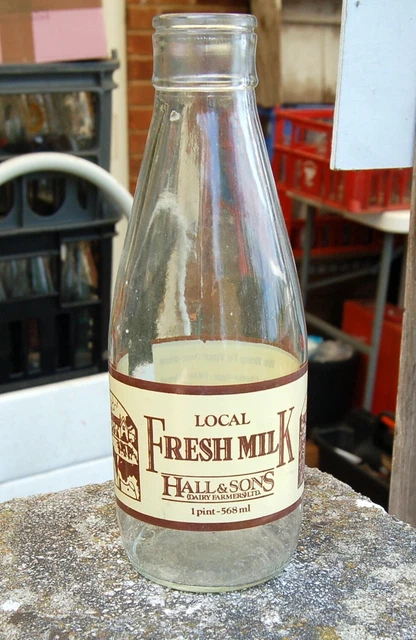 LOCAL
FRESH MILK
HALL & SONS
(DAIRY FARMERS) LTD.
1 pint - 568 ml